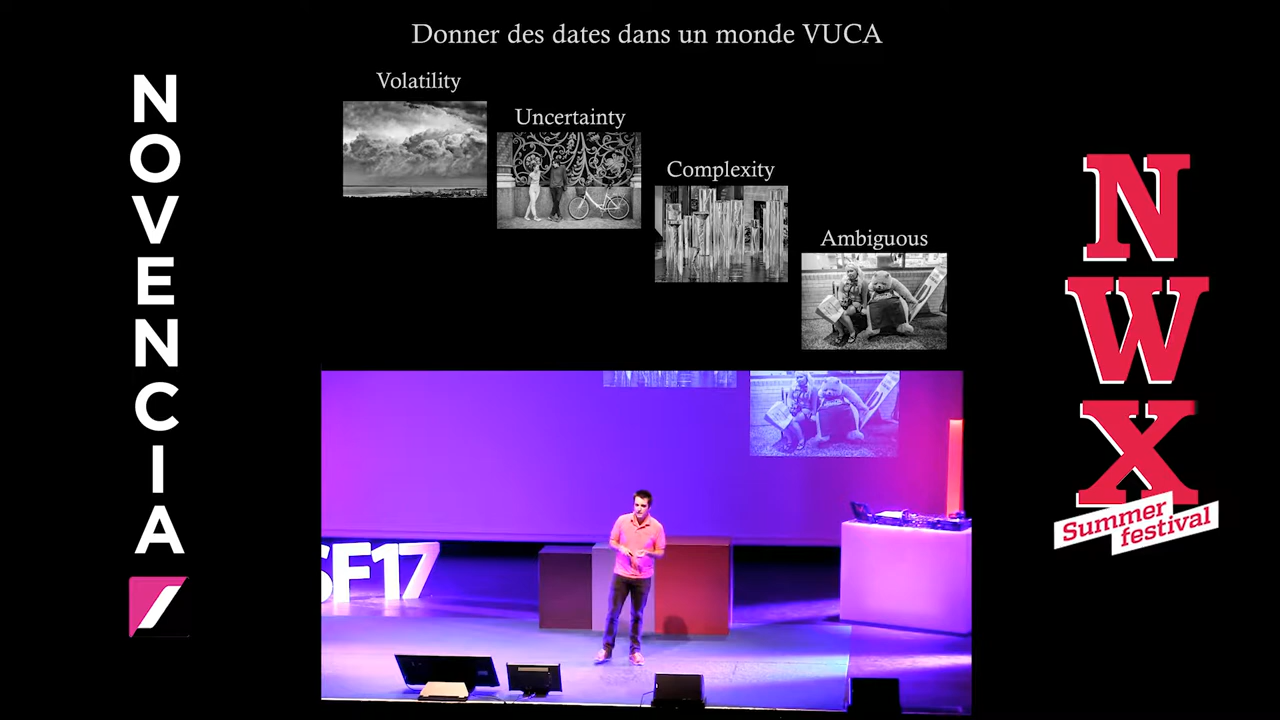 Donner des dates dans un monde VUCA
Volatility
Uncertainty
Complexity
Ambiguous
NOVENCIA
NWX
Summer
festival
SF17